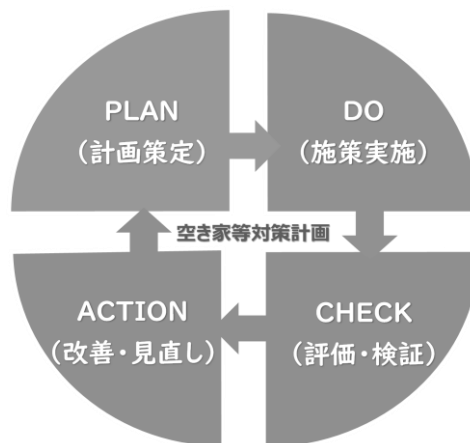 PLAN
(計画策定)
DO
(施策実施)
空き家等対策計画
ACTION
(改善・見直し)
CHECK
(評価・検証)